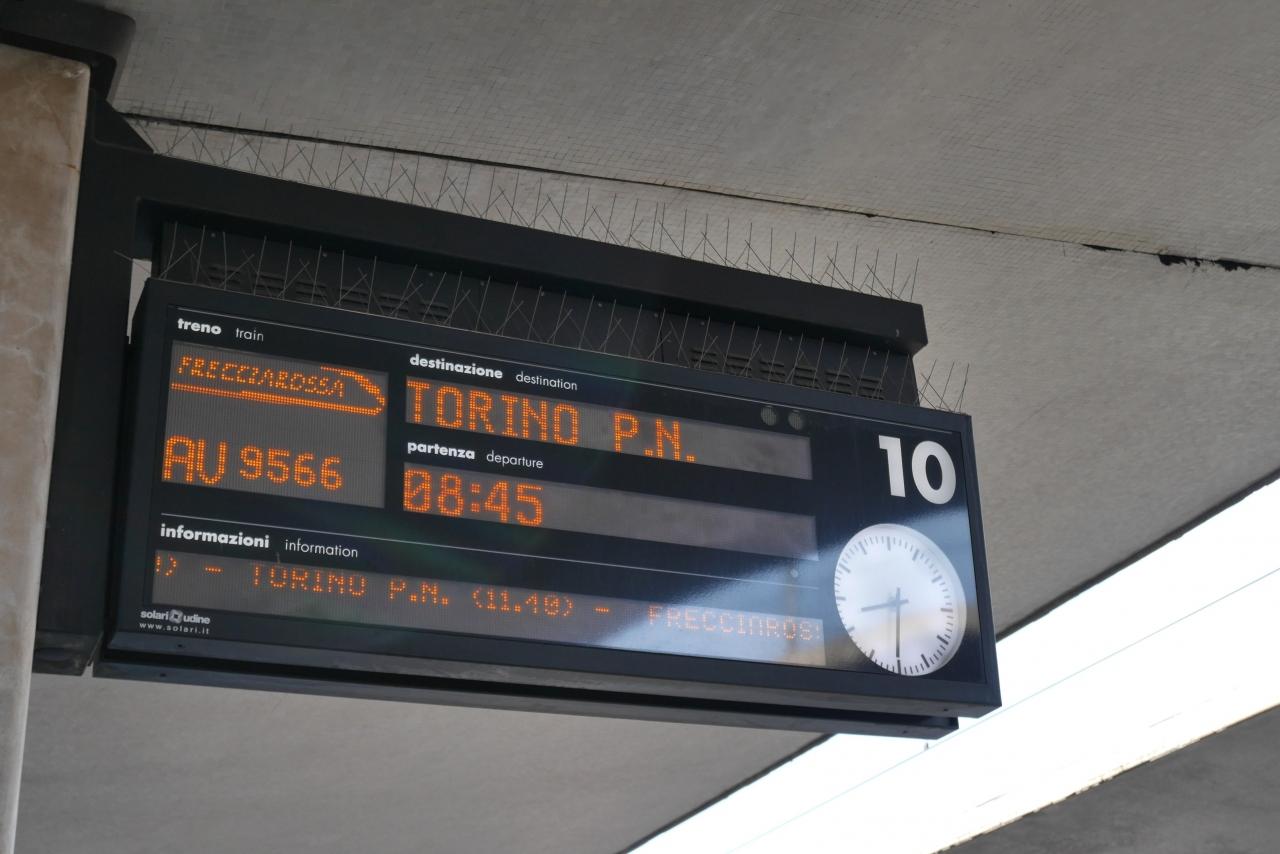 treno train
FRECCIAROSSA
AV 9566
destinazione destination
TORINO P.N.
partenza departure
08:45
10
informazioni information
) - TORINO P.N. (11.40) - FRECCIAROS
solari udine
www.solari.it